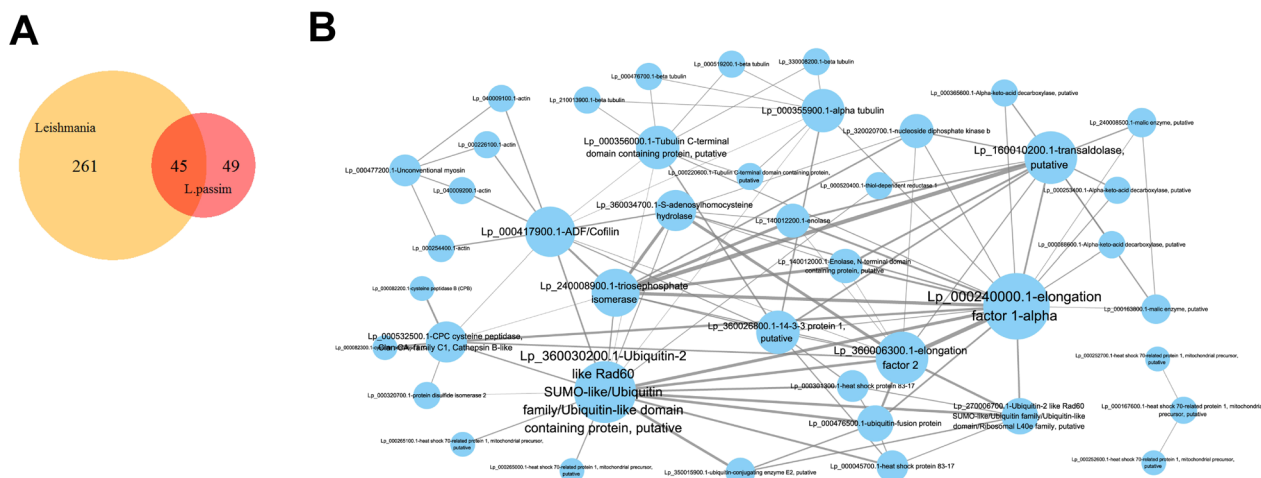 A
B
Leishmania
261
45
49
L.passim
Lp_040009100.1-actin
Lp_000226100.1-actin
Lp_000477200.1-Unconventional myosin
Lp_040009200.1-actin
Lp_000254400.1-actin
Lp_210013900.1-beta tubulin
Lp_000476700.1-beta tubulin
Lp_000519200.1-beta tubulin
Lp_330008200.1-beta tubulin
Lp_000355900.1-alpha tubulin
Lp_000356000.1-Tubulin C-terminal
domain containing protein, putative
Lp_000220600.1-Tubulin C-terminal domain containing protein,
putative
Lp_320020700.1-nucleoside diphosphate kinase b
Lp_000365600.1-Alpha-keto-acid decarboxylase, putative
Lp_240008500.1-malic enzyme, putative
Lp_160010200.1-transaldolase,
putative
Lp_000253400.1-Alpha-keto-acid decarboxylase, putative
Lp_000520400.1-thiol-dependent reductase 1
Lp_360034700.1-S-adenosylhomocysteine
hydrolase
Lp_140012200.1-enolase
Lp_000417900.1-ADF/Cofilin
Lp_140012000.1-Enolase, N-terminal domain
containing protein, putative
Lp_240008900.1-triosephosphate
isomerase
Lp_000240000.1-elongation
factor 1-alpha
Lp_000163800.1-malic enzyme, putative
Lp_000082200.1-cysteine peptidase B (CPB)
Lp_000532500.1-CPC cysteine peptidase,
Clan CA, family C1, Cathepsin B-like
Lp_360026800.1-14-3-3 protein 1,
putative
Lp_360006300.1-elongation
factor 2
Lp_360030200.1-Ubiquitin-2
like Rad60
SUMO-like/Ubiquitin
family/Ubiquitin-like domain
containing protein, putative
Lp_000320700.1-protein disulfide isomerase 2
Lp_000301300.1-heat shock protein 83-17
Lp_000476500.1-ubiquitin-fusion protein
Lp_270006700.1-Ubiquitin-2 like Rad60
SUMO-like/Ubiquitin family/Ubiquitin-like
domain/Ribosomal L40e family, putative
Lp_000252700.1-heat shock 70-related protein 1, mitochondrial precursor,
putative
Lp_000167600.1-heat shock 70-related protein 1, mitochondrial
precursor, putative
Lp_000252600.1-heat shock 70-related protein 1, mitochondrial precursor,
putative
Lp_000265100.1-heat shock 70-related protein 1, mitochondrial precursor,
putative
Lp_000265000.1-heat shock 70-related protein 1, mitochondrial precursor,
putative
Lp_350015900.1-ubiquitin-conjugating enzyme E2, putative
Lp_000045700.1-heat shock protein 83-17